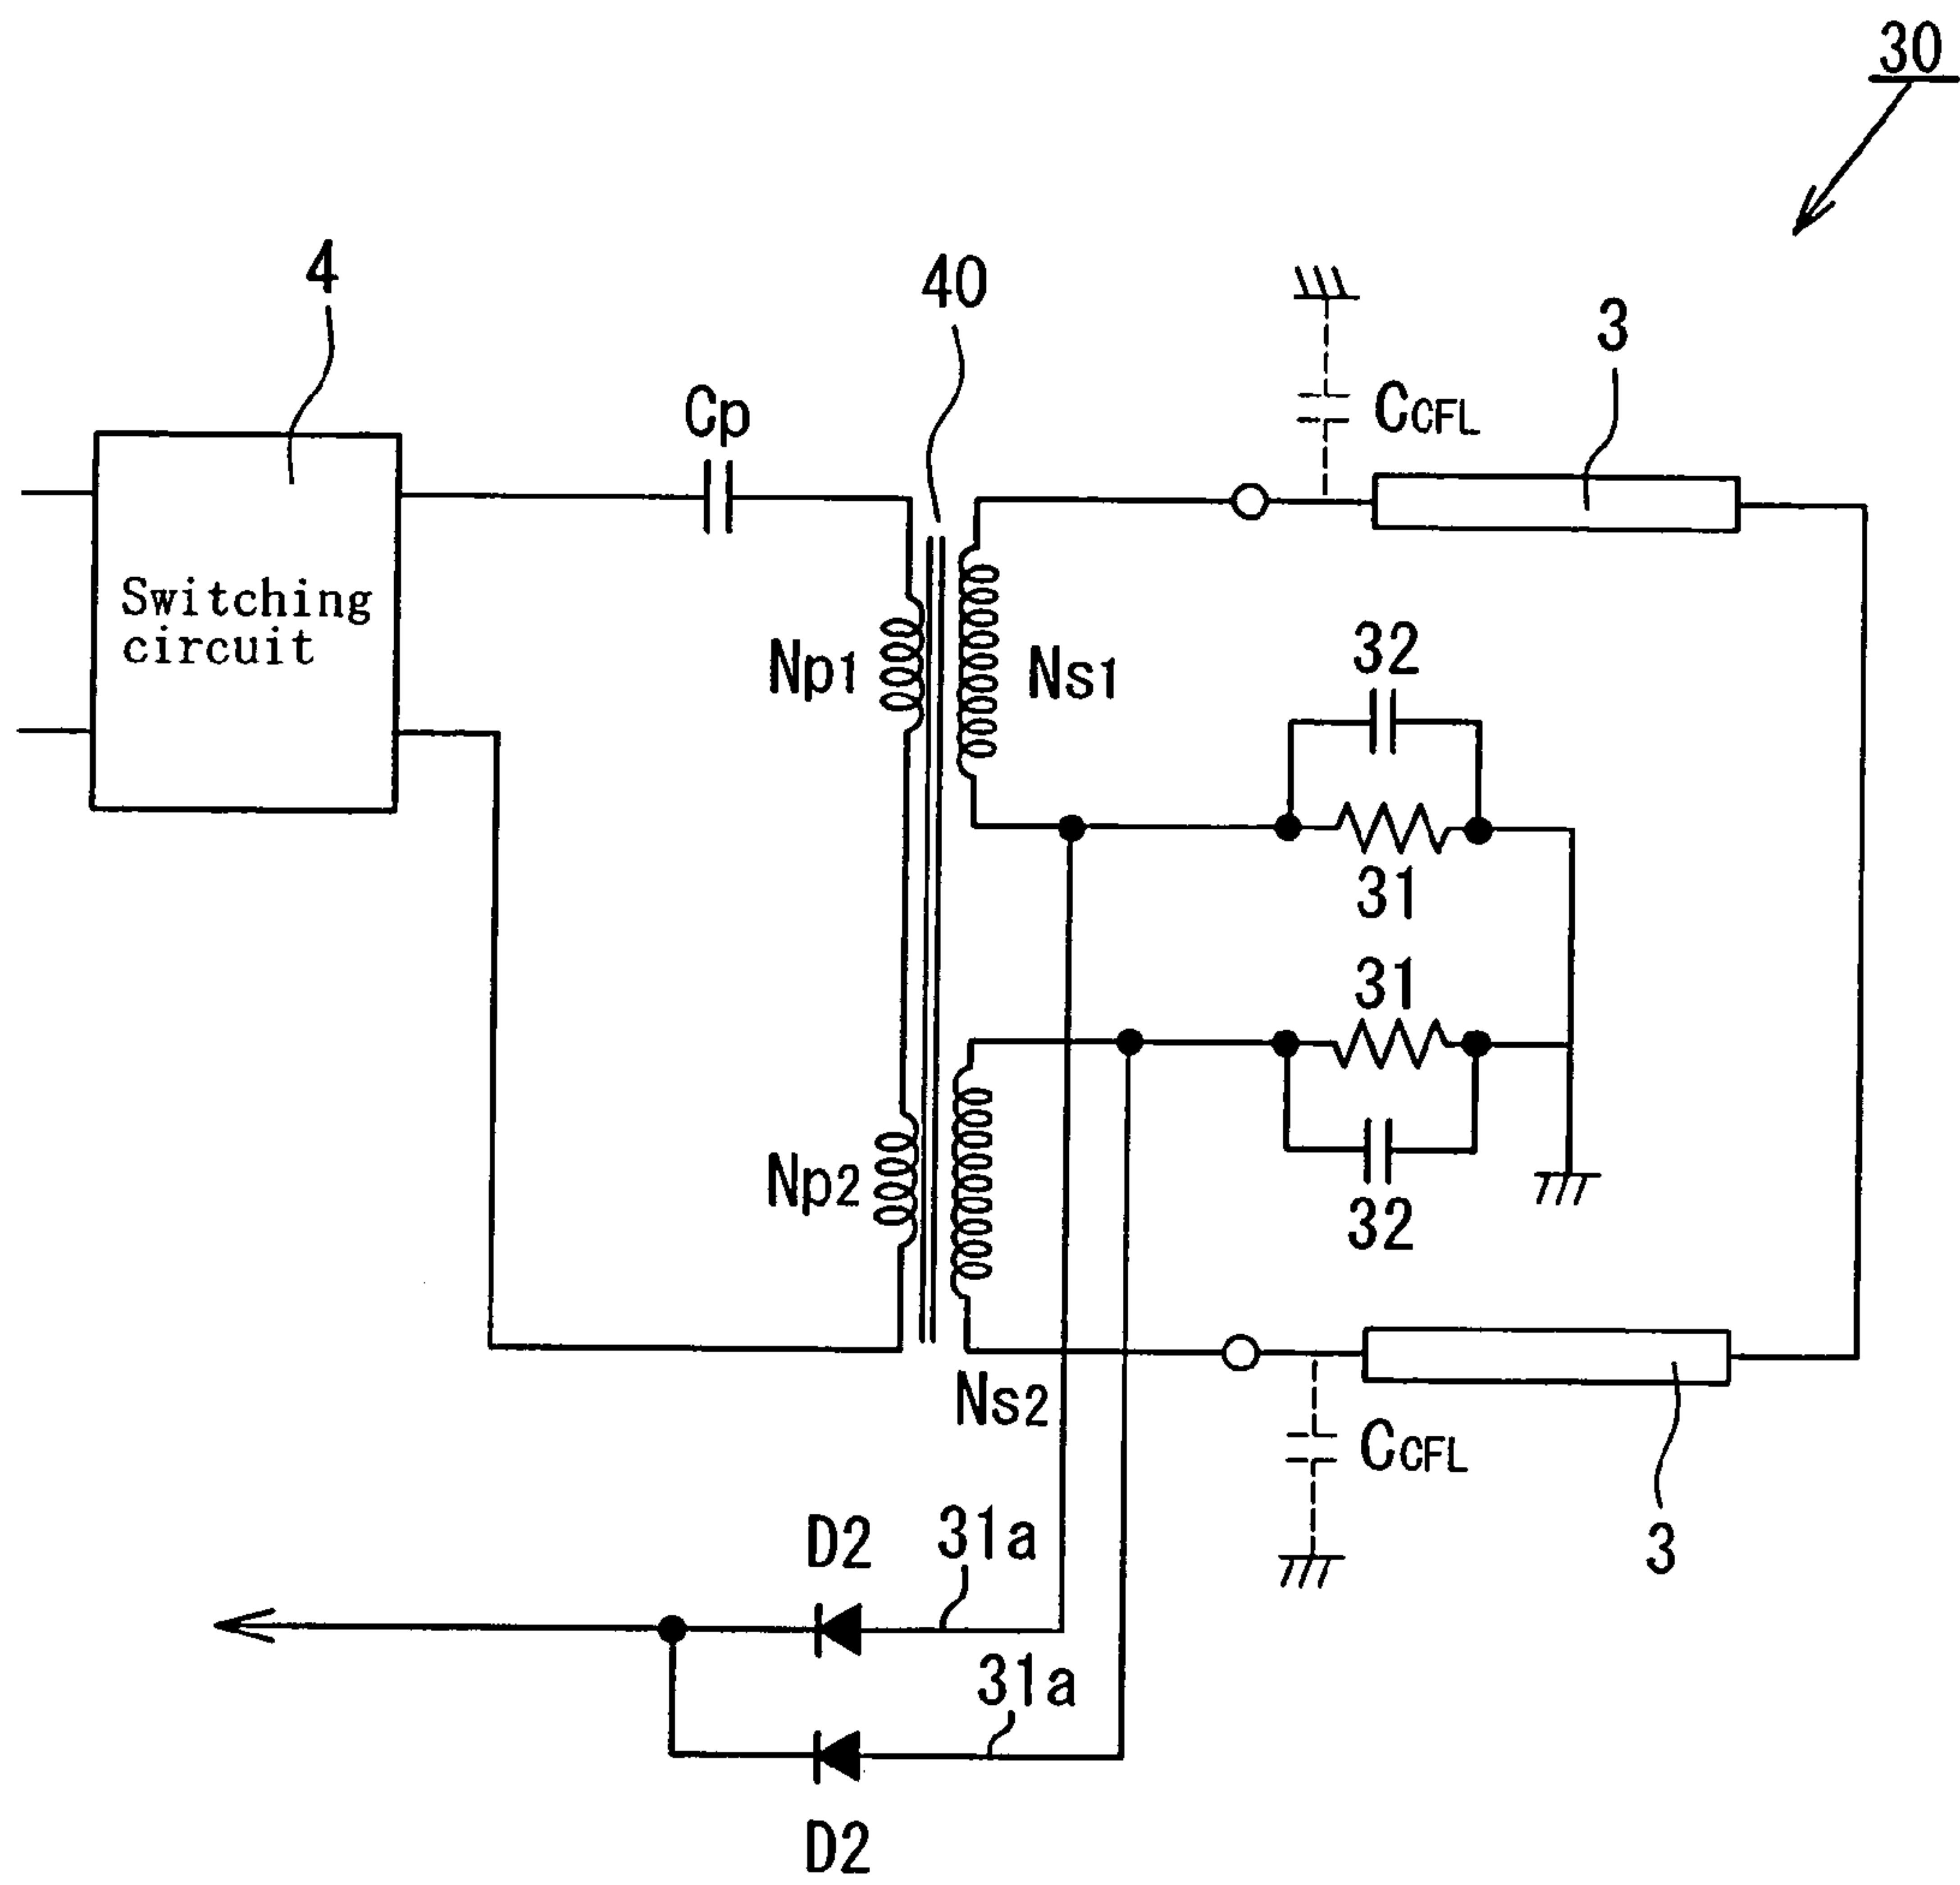 30
4
40
3
Cp
CCFL
Switching
circuit
Np1
Ns1
32
31
31
Np2
32
Ns2
CCFL
D2
31a
3
31a
D2